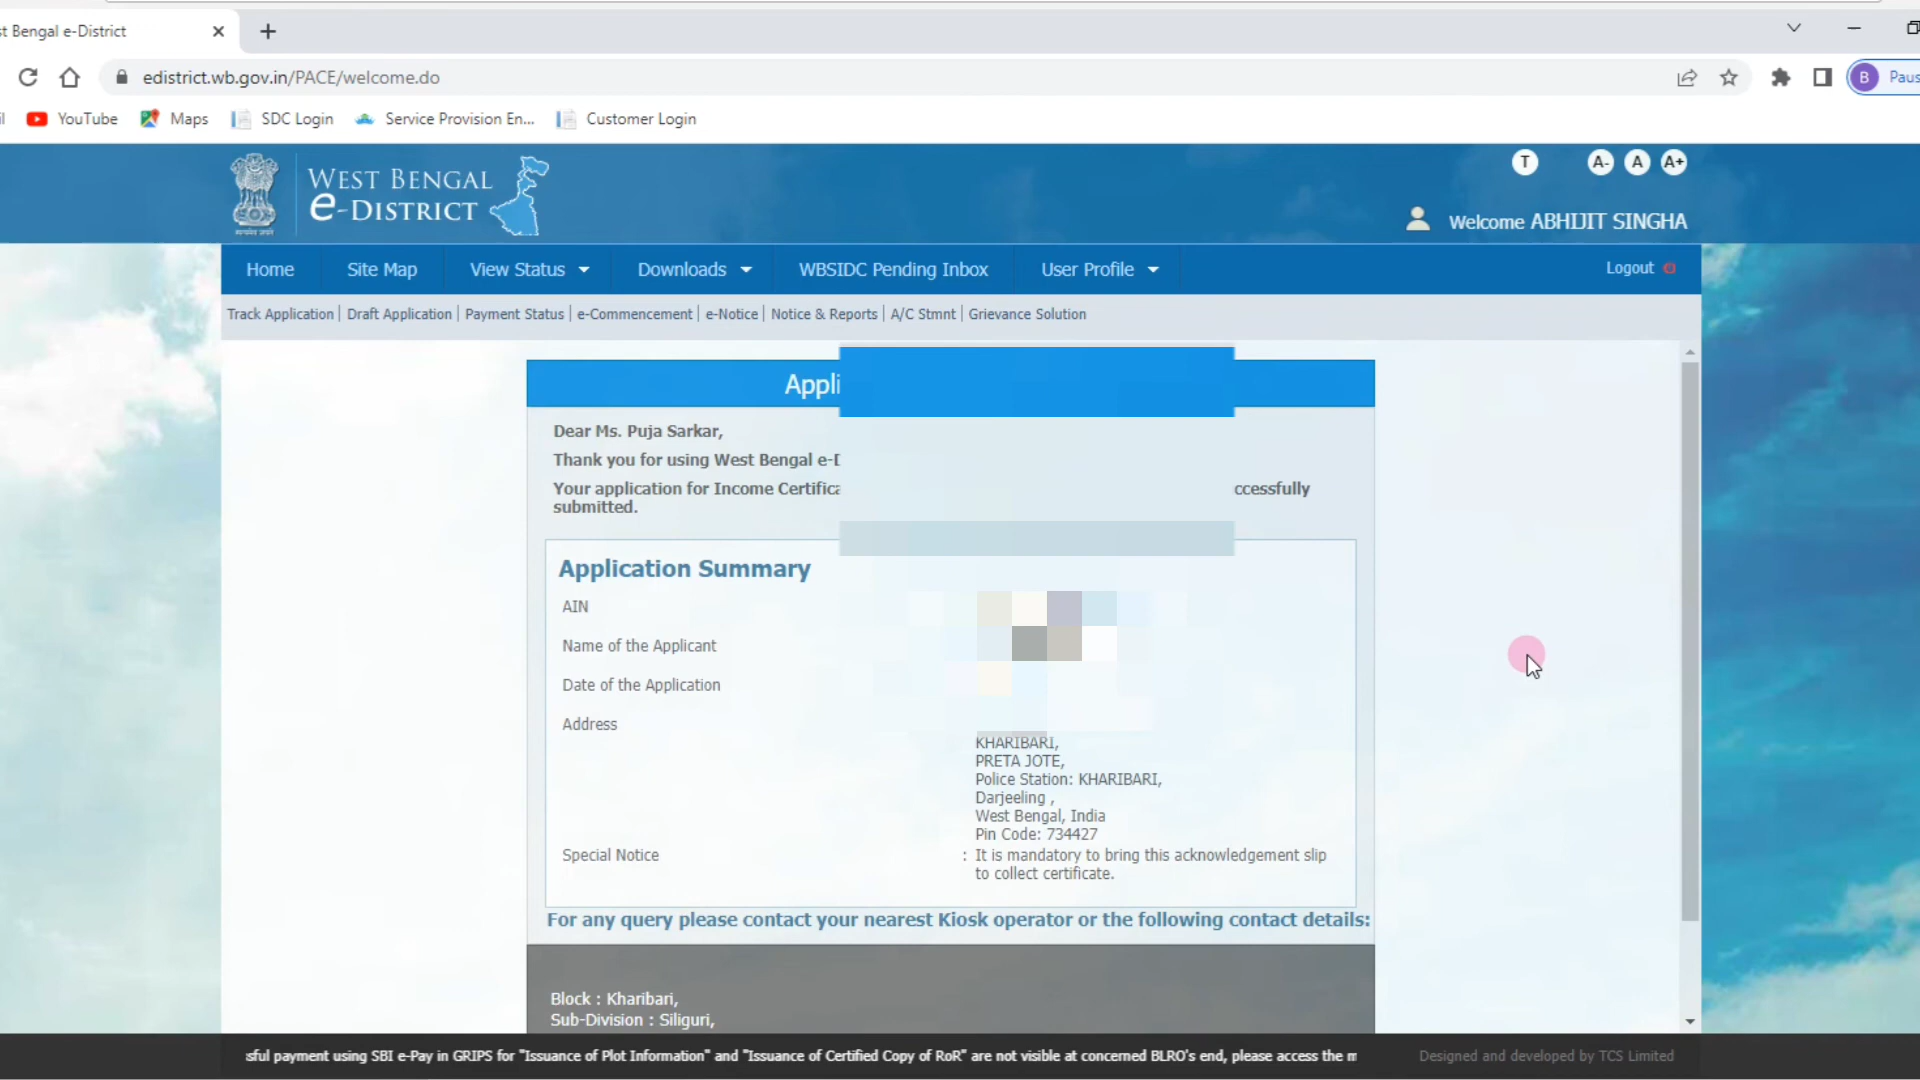 st Bengal e-District
edistrict.wb.gov.in/PACE/welcome.do
B Paus
YouTube Maps SDC Login Service Provision En... Customer Login
T A- A A+
WEST BENGAL
e-DISTRICT
Welcome ABHIJIT SINGHA
Home Site Map View Status Downloads WBSIDC Pending Inbox User Profile Logout
Track Application | Draft Application | Payment Status | e-Commencement | e-Notice | Notice & Reports | A/C Stmnt | Grievance Solution
Appli
Dear Ms. Puja Sarkar,
Thank you for using West Bengal e-D
Your application for Income Certifica ccessfully
submitted.
Application Summary
AIN
Name of the Applicant
Date of the Application
Address
KHARIBARI,
PRETA JOTE,
Police Station: KHARIBARI,
Darjeeling ,
West Bengal, India
Pin Code: 734427
Special Notice : It is mandatory to bring this acknowledgement slip
to collect certificate.
For any query please contact your nearest Kiosk operator or the following contact details:
Block : Kharibari,
Sub-Division : Siliguri,
sful payment using SBI e-Pay in GRIPS for "Issuance of Plot Information" and "Issuance of Certified Copy of RoR" are not visible at concerned BLRO's end, please access the m
Designed and developed by TCS Limited